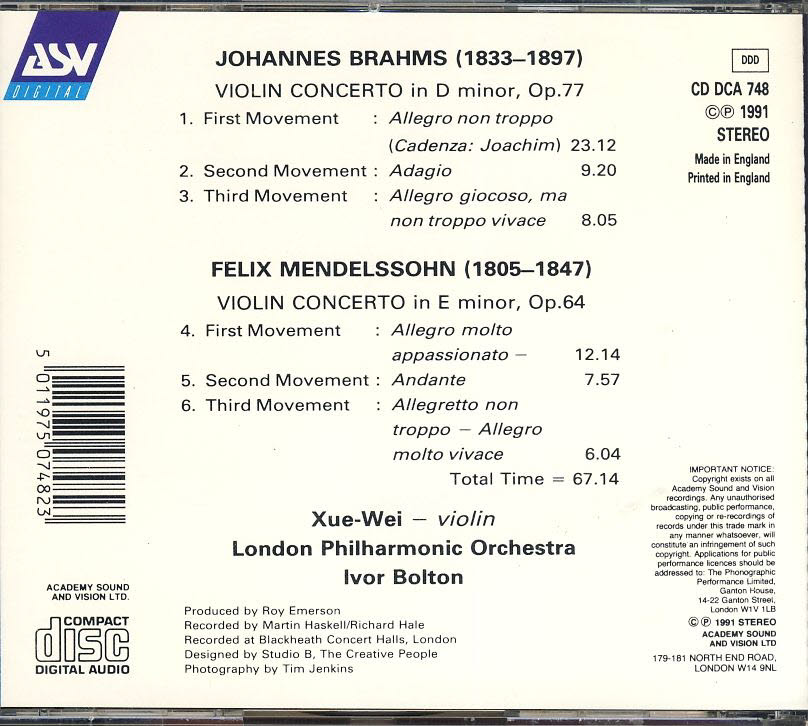 ASV
DIGITAL
JOHANNES BRAHMS (1833–1897)
VIOLIN CONCERTO in D minor, Op.77
1. First Movement : Allegro non troppo
(Cadenza: Joachim) 23.12
2. Second Movement : Adagio 9.20
3. Third Movement : Allegro giocoso, ma
non troppo vivace 8.05
FELIX MENDELSSOHN (1805–1847)
VIOLIN CONCERTO in E minor, Op.64
4. First Movement : Allegro molto
appassionato – 12.14
5. Second Movement : Andante 7.57
6. Third Movement : Allegretto non
troppo – Allegro
molto vivace 6.04
Total Time = 67.14
Xue-Wei – violin
London Philharmonic Orchestra
Ivor Bolton
Produced by Roy Emerson
Recorded by Martin Haskell/Richard Hale
Recorded at Blackheath Concert Halls, London
Designed by Studio B, The Creative People
Photography by Tim Jenkins
DDD
CD DCA 748
©℗ 1991
STEREO
Made in England
Printed in England
5 011975 074823
ACADEMY SOUND
AND VISION LTD.
COMPACT
disc
DIGITAL AUDIO
IMPORTANT NOTICE:
Copyright exists on all
Academy Sound and Vision
recordings. Any unauthorised
broadcasting, public performance,
copying or re-recordings of
records under this trade mark in
any manner whatsoever, will
constitute an infringement of such
copyright. Applications for public
performance licences should be
addressed to: The Phonographic
Performance Limited,
Ganton House,
14-22 Ganton Street,
London W1V 1LB
©℗ 1991 STEREO
ACADEMY SOUND
AND VISION LTD
179-181 NORTH END ROAD,
LONDON W14 9NL